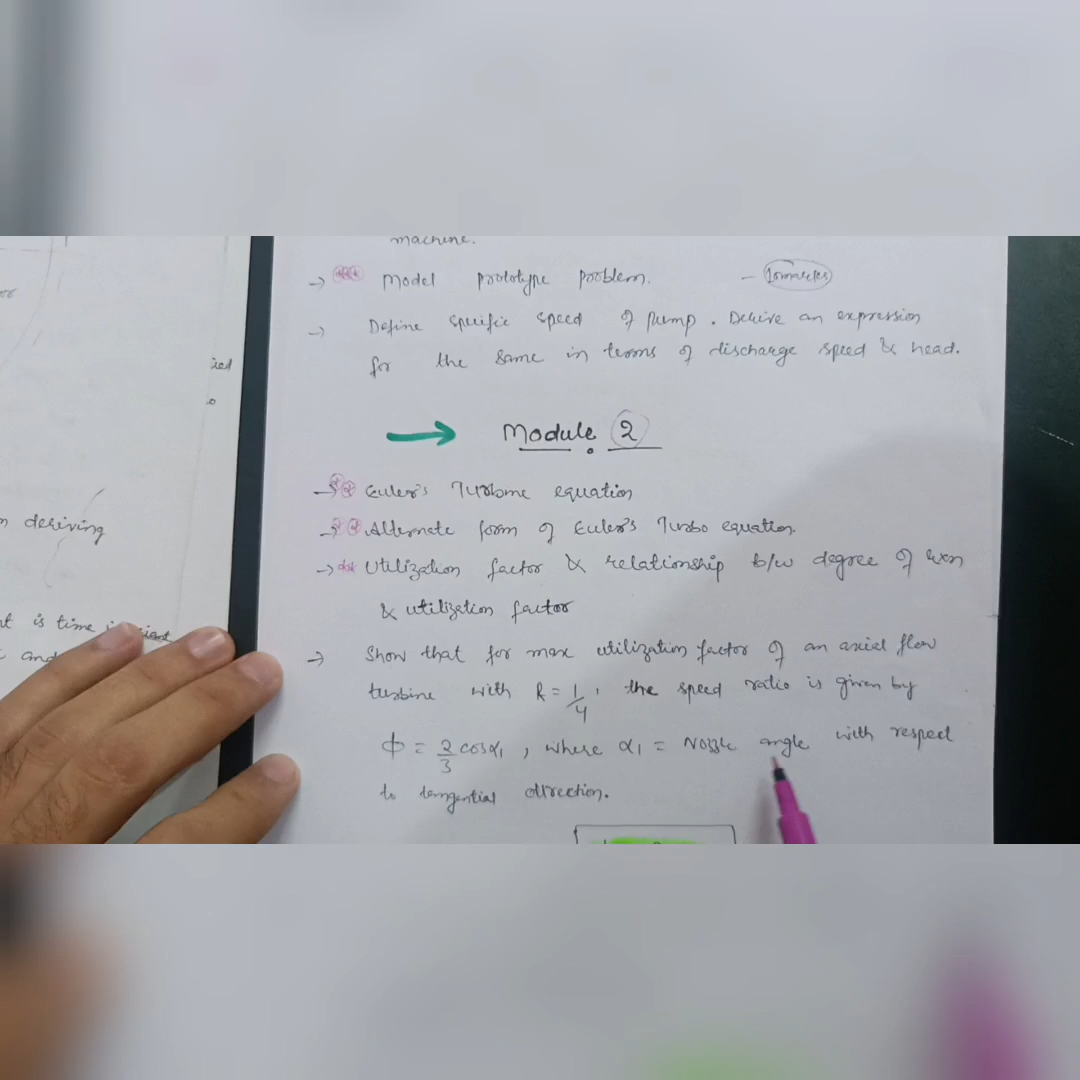 machine.
→ Model prototype problem. - 10marks
→ Define specific speed of pump. Derive an expression
for the same in terms of discharge speed & head.
→ Module 2
→ Euler's Turbine equation
→ Alternate form of Euler's Turbo equation.
→ Utilization factor & relationship b/w degree of rxn
& utilization factor
→ Show that for max utilization factor of an axial flow
turbine with R = 1/4, the speed ratio is given by
ϕ = 2/3 cosα1, where α1 = Nozzle angle with respect
to tangential direction.
n deriving
t is time
and